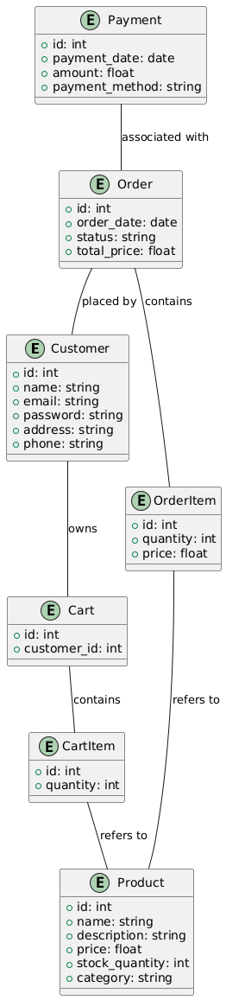 E Payment
id: int
payment_date: date
amount: float
payment_method: string
associated with
E Order
id: int
order_date: date
status: string
total_price: float
placed by
contains
E Customer
id: int
name: string
email: string
password: string
address: string
phone: string
E OrderItem
id: int
quantity: int
price: float
owns
E Cart
id: int
customer_id: int
contains
refers to
E CartItem
id: int
quantity: int
refers to
E Product
id: int
name: string
description: string
price: float
stock_quantity: int
category: string